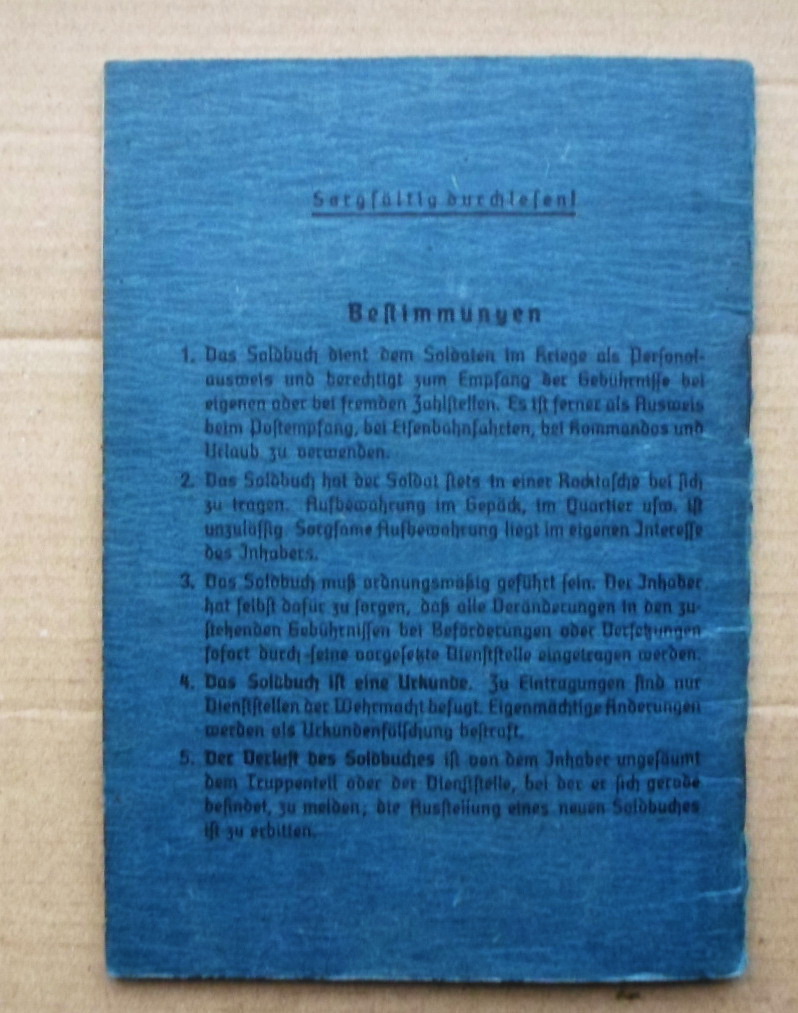 Sorgfältig durchlesen!
Bestimmungen
1. Das Soldbuch dient dem Soldaten im Kriege als Personal-
ausweis und berechtigt zum Empfang der Gebührnisse bei
eigenen oder bei fremden Zahlstellen. Es ist ferner als Ausweis
beim Postempfang, bei Eisenbahnfahrten, bei Kommandos und
Urlaub zu verwenden.
2. Das Soldbuch hat der Soldat stets in einer Rocktasche bei sich
zu tragen. Aufbewahrung im Gepäck, im Quartier usw. ist
unzulässig. Sorgsame Aufbewahrung liegt im eigenen Interesse
des Inhabers.
3. Das Soldbuch muß ordnungsmäßig geführt sein. Der Inhaber
hat selbst dafür zu sorgen, daß alle Veränderungen in den zu-
stehenden Gebührnissen bei Beförderungen oder Versetzungen
sofort durch seine vorgesetzte Dienststelle eingetragen werden.
4. Das Soldbuch ist eine Urkunde. Zu Eintragungen sind nur
Dienststellen der Wehrmacht befugt. Eigenmächtige Änderungen
werden als Urkundenfälschung bestraft.
5. Der Verlust des Soldbuches ist von dem Inhaber ungesäumt
dem Truppenteil oder der Dienststelle, bei der er sich gerade
befindet, zu melden; die Ausstellung eines neuen Soldbuches
ist zu erbitten.